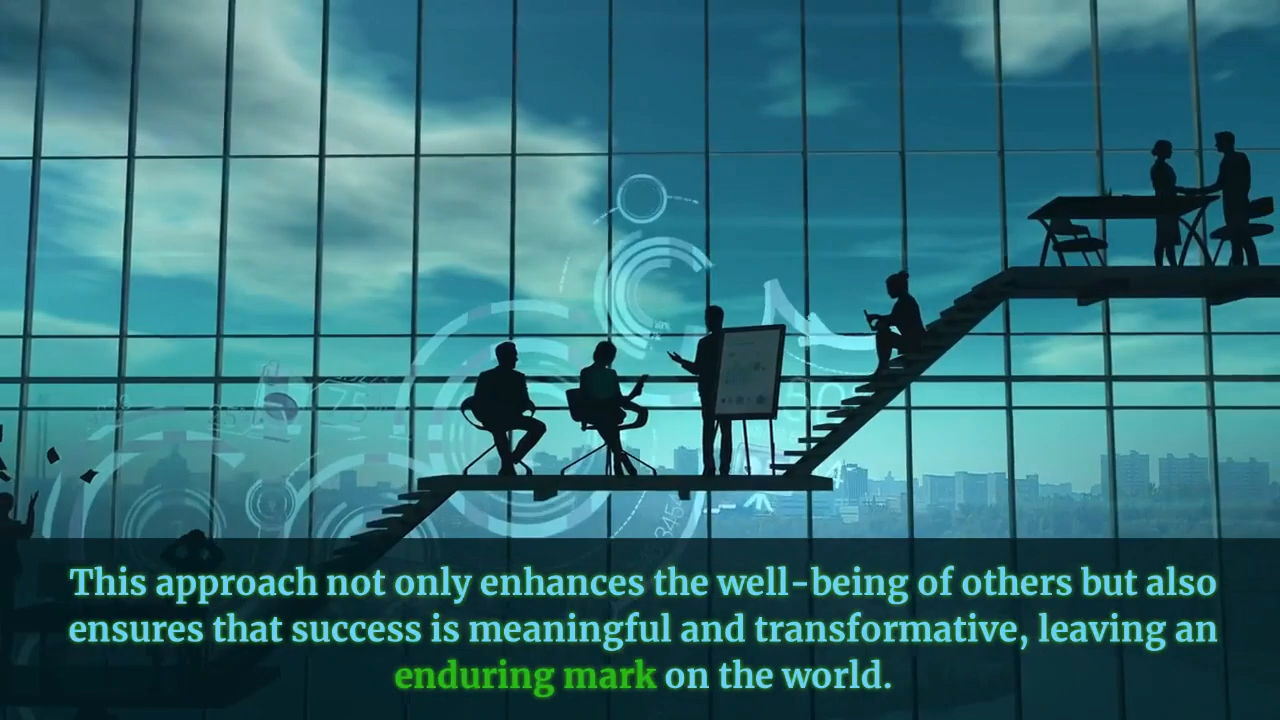 This approach not only enhances the well-being of others but also
ensures that success is meaningful and transformative, leaving an
enduring mark on the world.